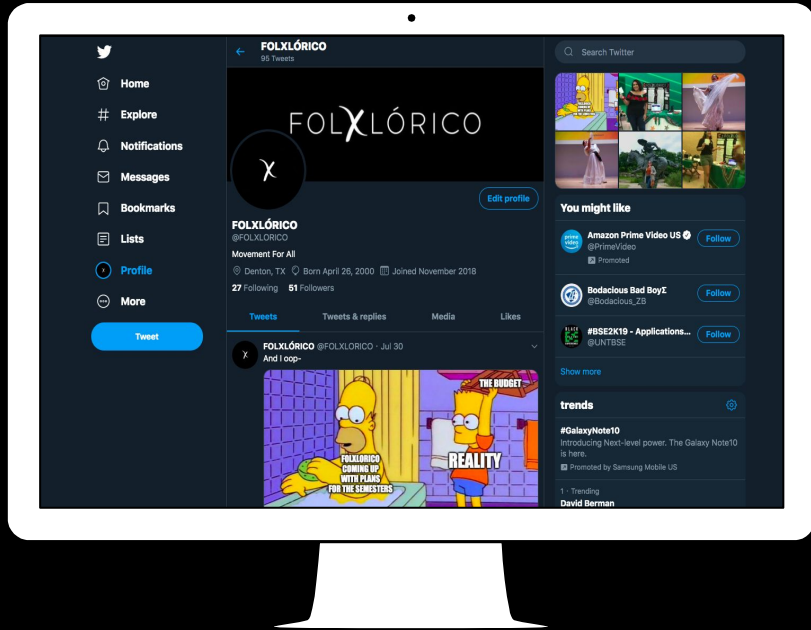 Home
Explore
Notifications
Messages
Bookmarks
Lists
Profile
More
Tweet
FOLXLÓRICO
95 Tweets
FOLXLÓRICO
X
Edit profile
FOLXLÓRICO
@FOLXLORICO
Movement For All
Denton, TX Born April 26, 2000 Joined November 2018
27 Following 51 Followers
Tweets Tweets & replies Media Likes
X
FOLXLÓRICO @FOLXLORICO · Jul 30
And I oop-
THE BUDGET
FOLXLORICO
COMING UP
WITH PLANS
FOR THE SEMESTERS
REALITY
Search Twitter
You might like
prime
video
Amazon Prime Video US
@PrimeVideo
Promoted
Follow
Bodacious Bad BoyΣ
@Bodacious_ZB
Follow
BLACK
#BSE2K19 - Applications...
@UNTBSE
Follow
Show more
trends
#GalaxyNote10
Introducing Next-level power. The Galaxy Note10
is here.
Promoted by Samsung Mobile US
1 · Trending
David Berman